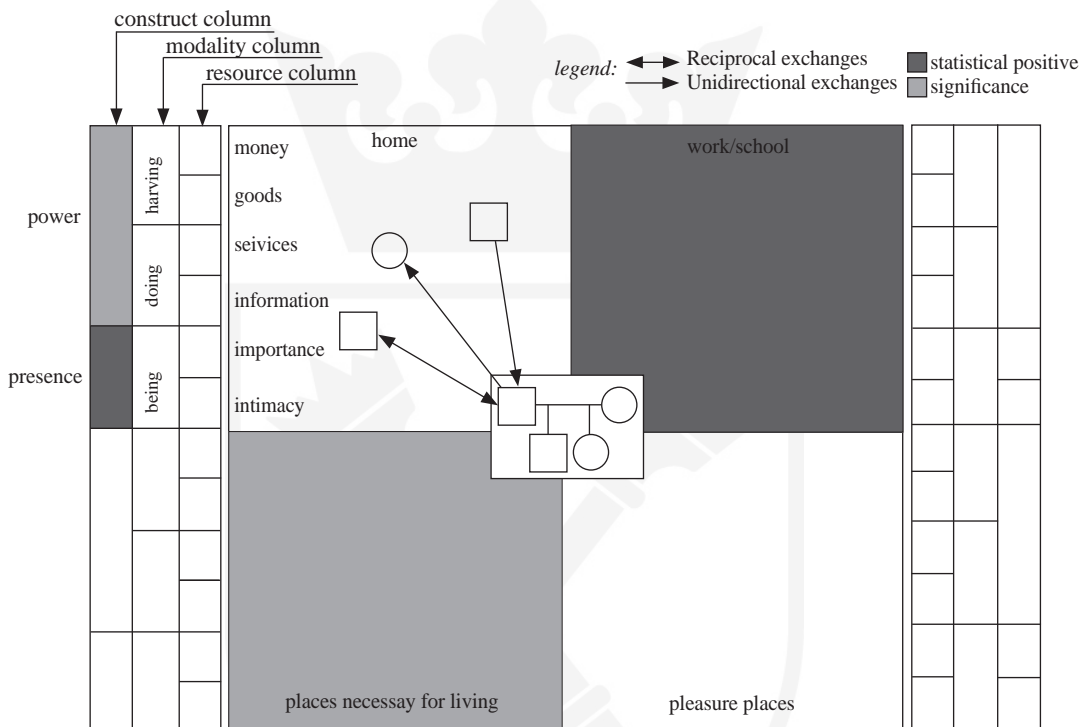 construct column
modality column
resource column
legend:
Reciprocal exchanges
Unidirectional exchanges
statistical positive
significance
power
presence
harving
doing
being
money
goods
seivices
information
importance
intimacy
home
work/school
places necessay for living
pleasure places